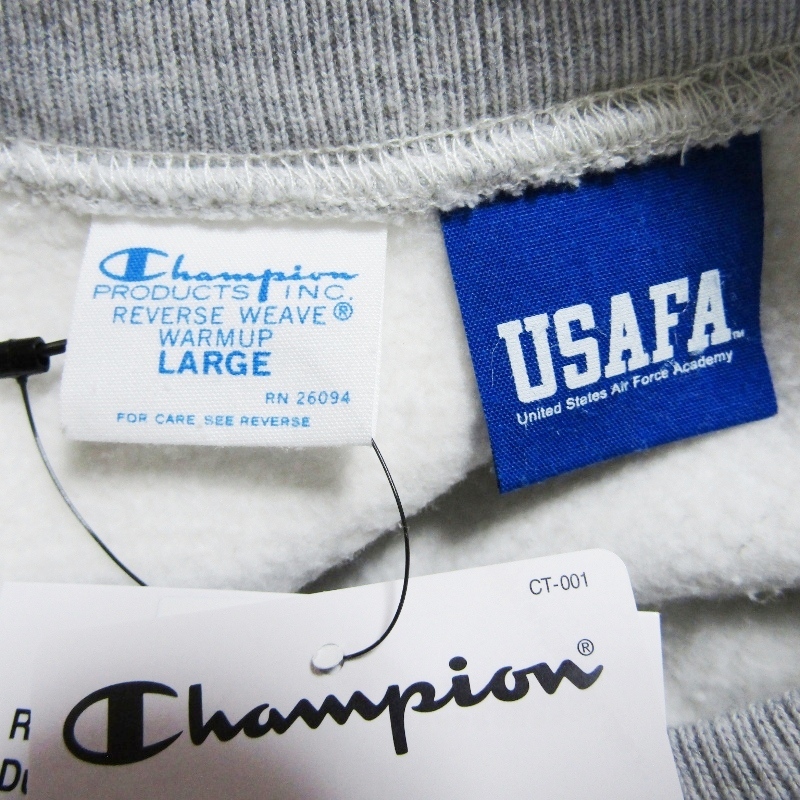 Champion
PRODUCTS INC.
REVERSE WEAVE®
WARMUP
LARGE
RN 26094
FOR CARE SEE REVERSE
USAFA™
United States Air Force Academy
CT-001
Champion®
R